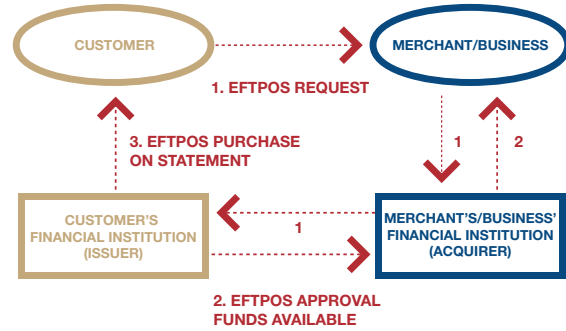 CUSTOMER
MERCHANT/BUSINESS
1. EFTPOS REQUEST
3. EFTPOS PURCHASE
ON STATEMENT
1
2
CUSTOMER'S
FINANCIAL INSTITUTION
(ISSUER)
1
MERCHANT'S/BUSINESS'
FINANCIAL INSTITUTION
(ACQUIRER)
2. EFTPOS APPROVAL
FUNDS AVAILABLE